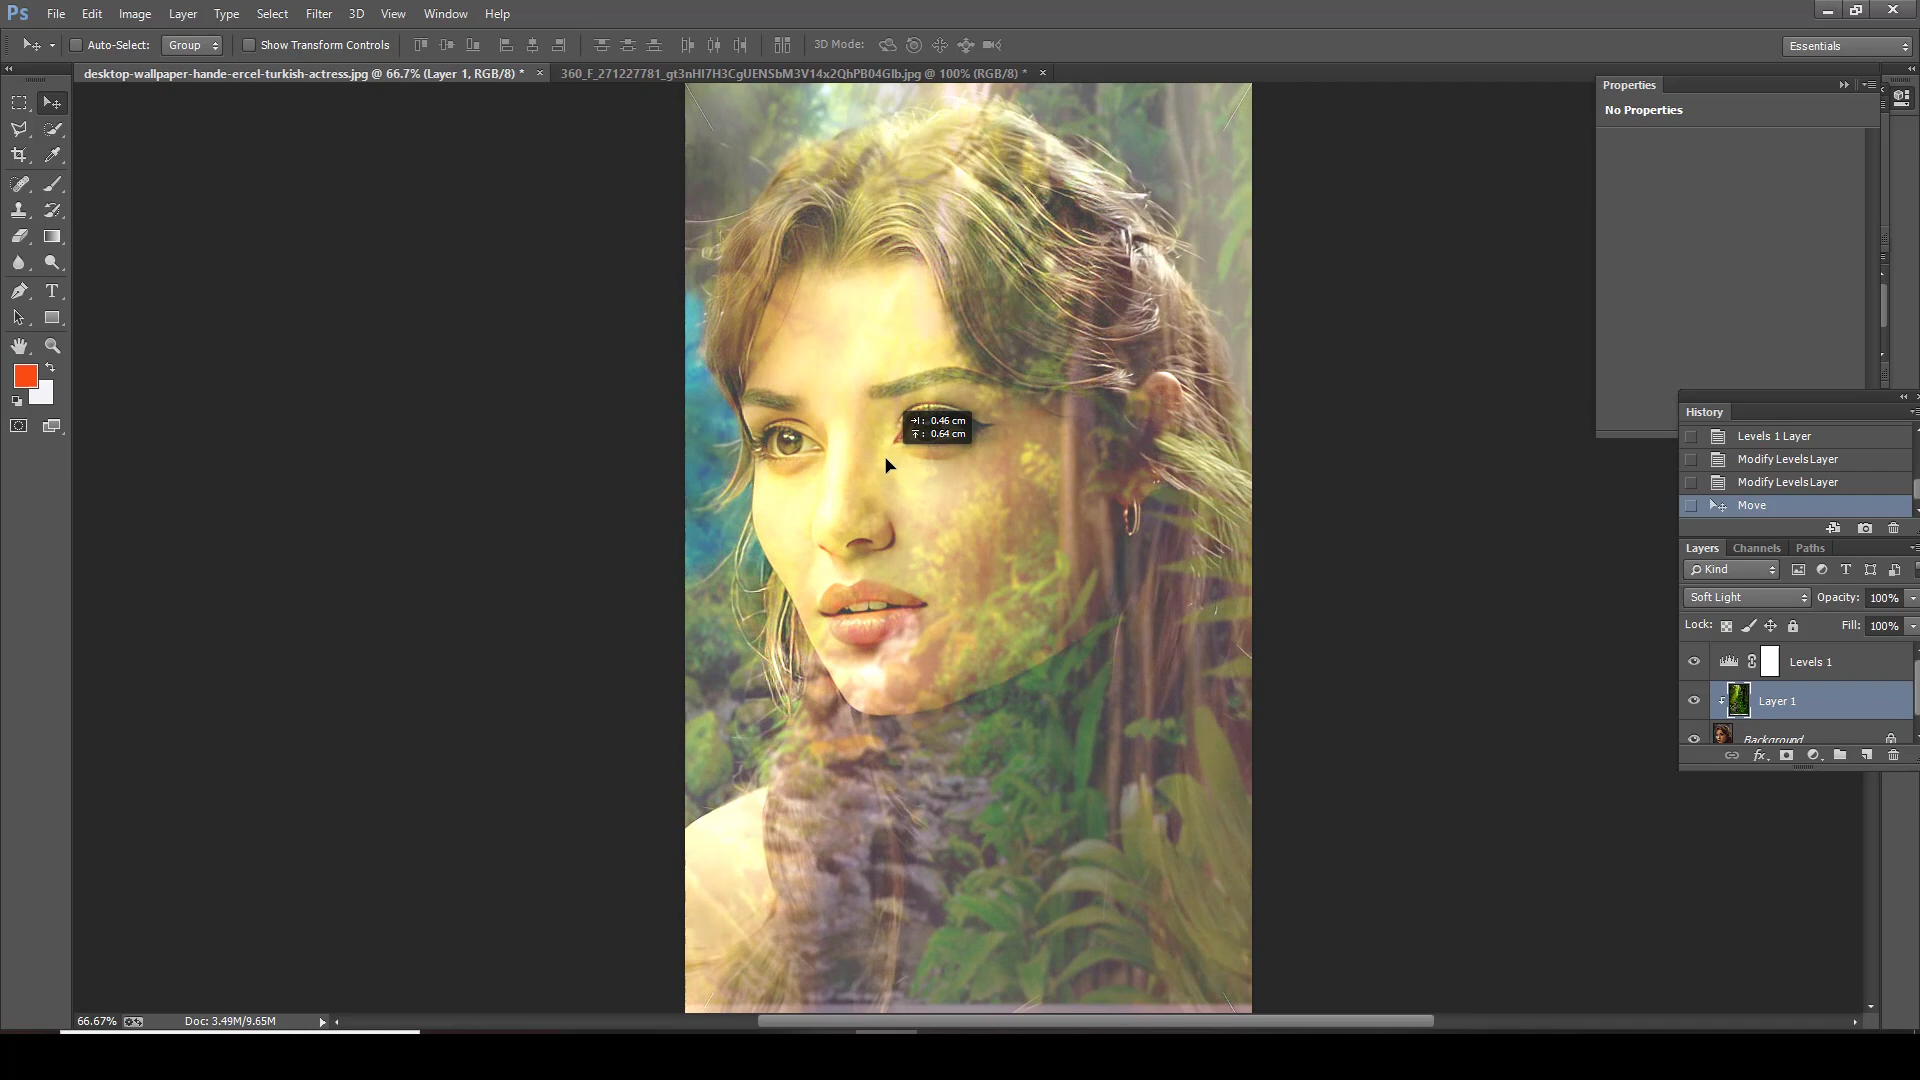 Ps File Edit Image Layer Type Select Filter 3D View Window Help
Auto-Select: Group Show Transform Controls 3D Mode: Essentials
desktop-wallpaper-hande-ercel-turkish-actress.jpg @ 66.7% (Layer 1, RGB/8) * × 360_F_271227781_gt3nHI7H3CgUENSbM3V14x2QhPB04Glb.jpg @ 100% (RGB/8) * ×
Properties
No Properties
→|: 0.46 cm
0.64 cm
History
Levels 1 Layer
Modify Levels Layer
Modify Levels Layer
Move
Layers Channels Paths
Kind
Soft Light Opacity: 100%
Lock: Fill: 100%
Levels 1
Layer 1
Background
66.67% Doc: 3.49M/9.65M